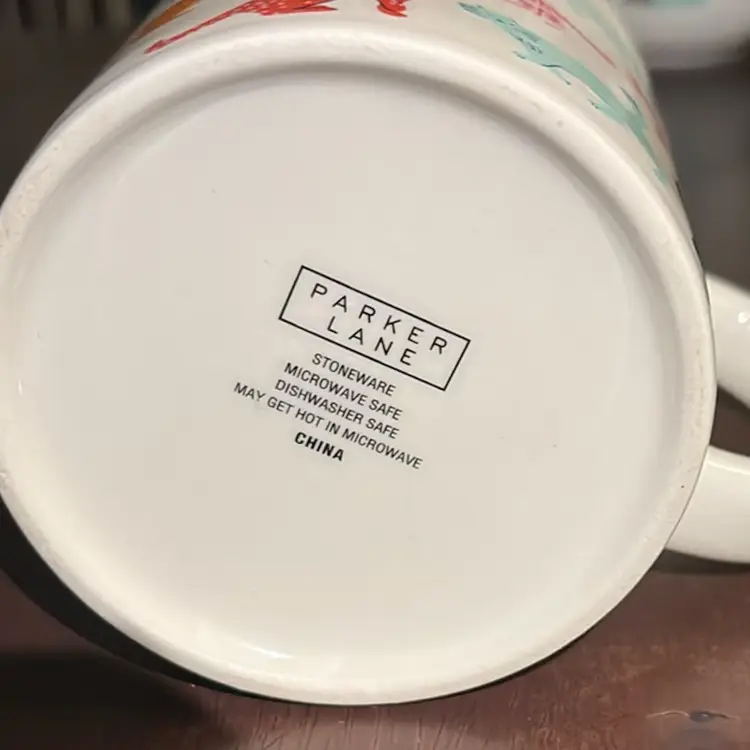 PARKER
LANE
STONEWARE
MICROWAVE SAFE
DISHWASHER SAFE
MAY GET HOT IN MICROWAVE
CHINA